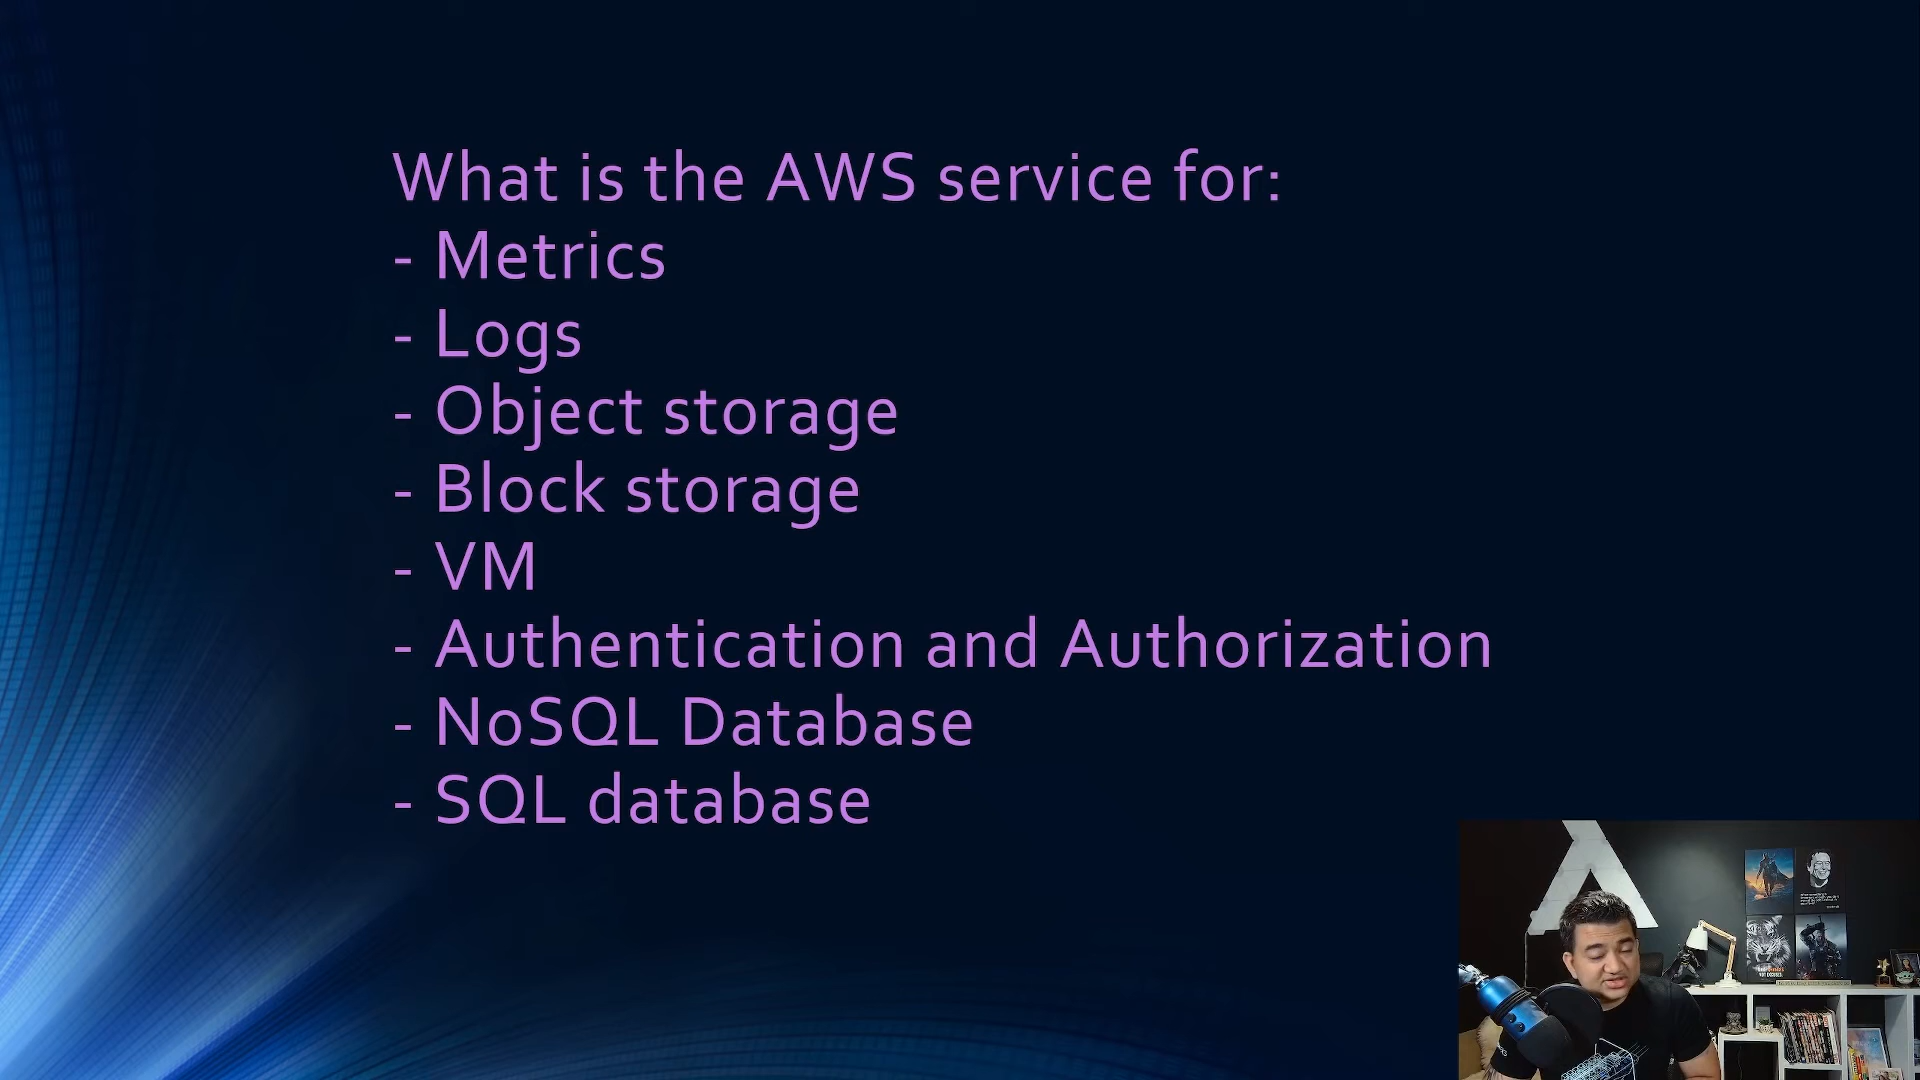 What is the AWS service for:
- Metrics
- Logs
- Object storage
- Block storage
- VM
- Authentication and Authorization
- NoSQL Database
- SQL database